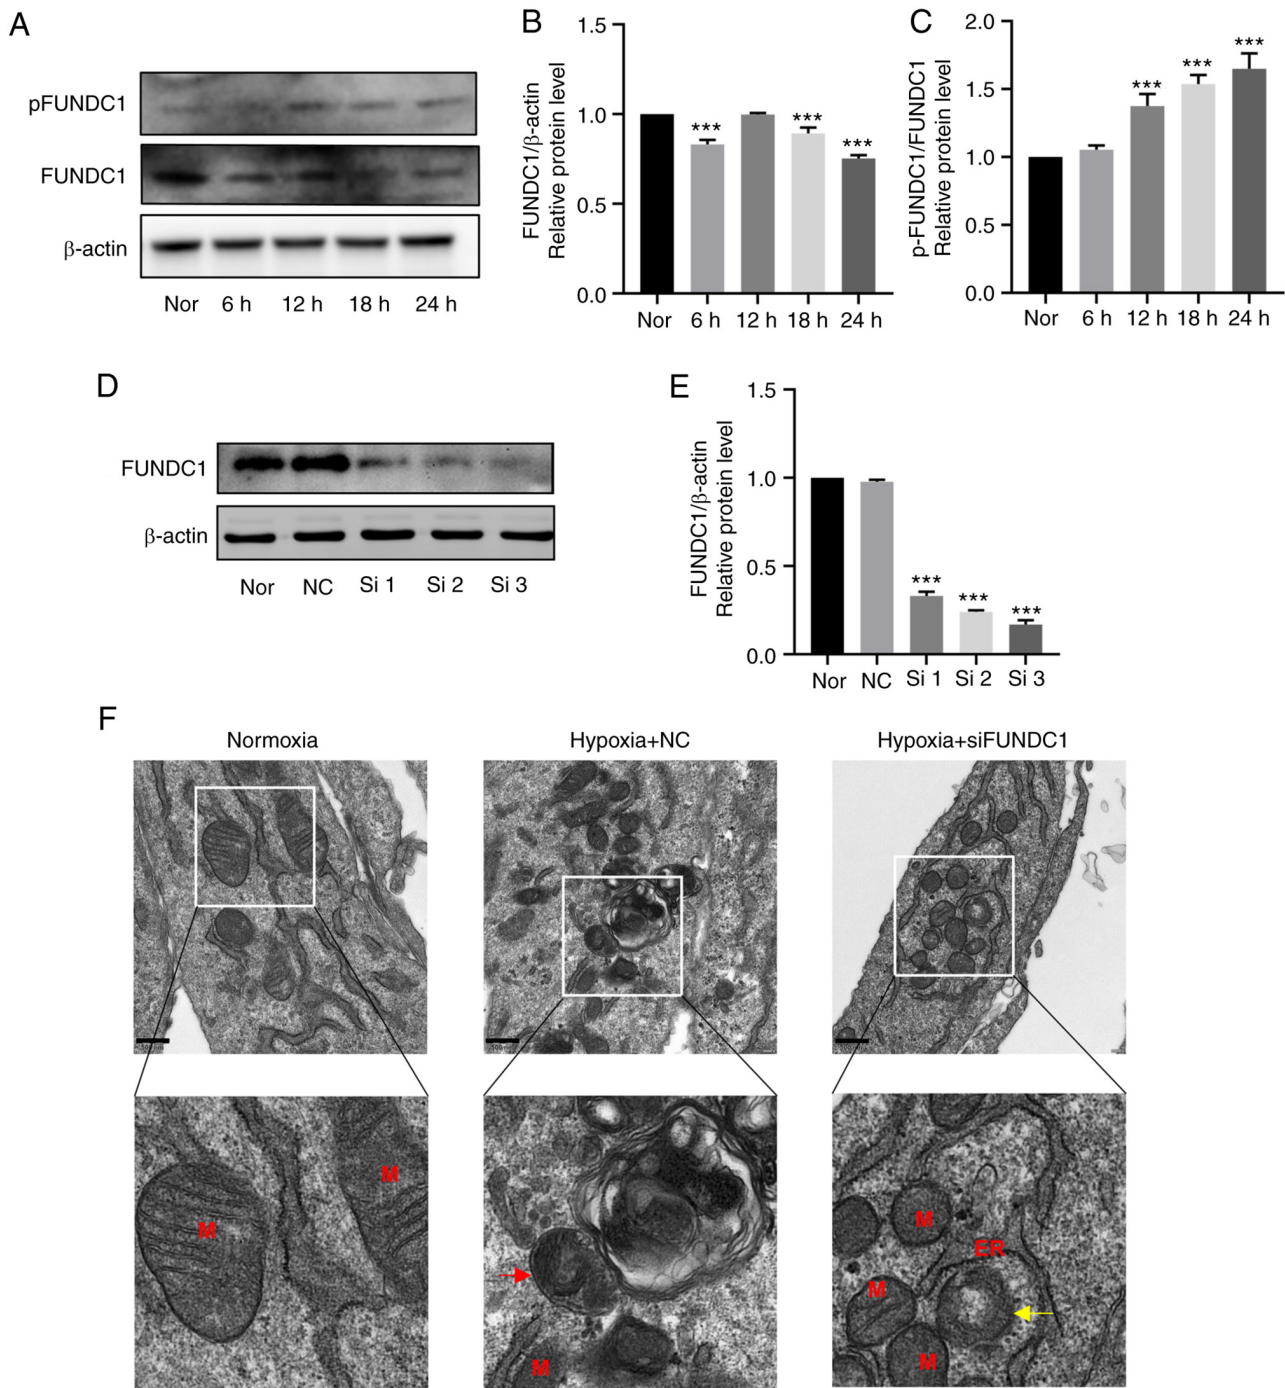 A
pFUNDC1
FUNDC1
β-actin
Nor 6 h 12 h 18 h 24 h
B
FUNDC1/β-actin
Relative protein level
1.5
1.0
0.5
0.0
*** *** ***
Nor 6 h 12 h 18 h 24 h
C
p-FUNDC1/FUNDC1
Relative protein level
2.0
1.5
1.0
0.5
0.0
*** *** ***
Nor 6 h 12 h 18 h 24 h
D
FUNDC1
β-actin
Nor NC Si 1 Si 2 Si 3
E
FUNDC1/β-actin
Relative protein level
1.5
1.0
0.5
0.0
*** *** ***
Nor NC Si 1 Si 2 Si 3
F
Normoxia Hypoxia+NC Hypoxia+siFUNDC1
M
M
M
M
ER
M
M